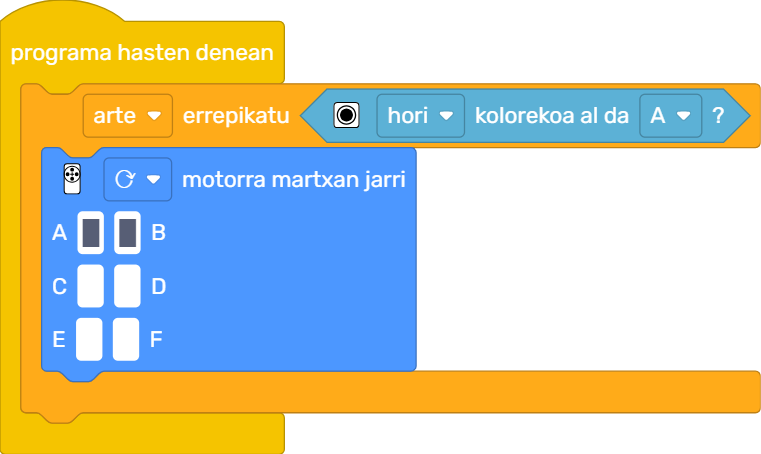 programa hasten denean
arte errepikatu hori kolorekoa al da A ?
motorra martxan jarri
A B
C D
E F